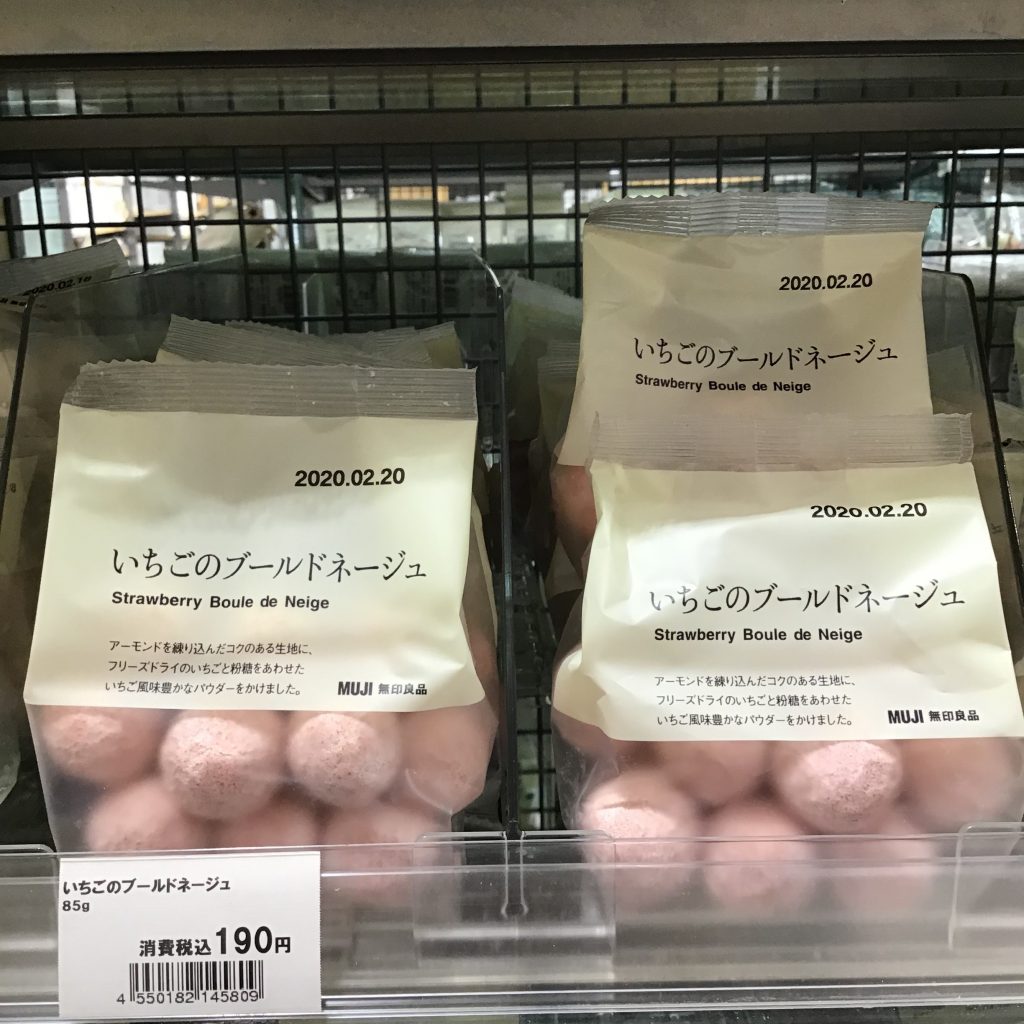 2020.02.20
いちごのブールドネージュ
Strawberry Boule de Neige
アーモンドを練り込んだコクのある生地に、
フリーズドライのいちごと粉糖をあわせた
いちご風味豊かなパウダーをかけました。
MUJI 無印良品
2020.02.20
いちごのブールドネージュ
Strawberry Boule de Neige
2020.02.20
いちごのブールドネージュ
Strawberry Boule de Neige
アーモンドを練り込んだコクのある生地に、
フリーズドライのいちごと粉糖をあわせた
いちご風味豊かなパウダーをかけました。
MUJI 無印良品
いちごのブールドネージュ
85g
消費税込190円
4 550182 145809